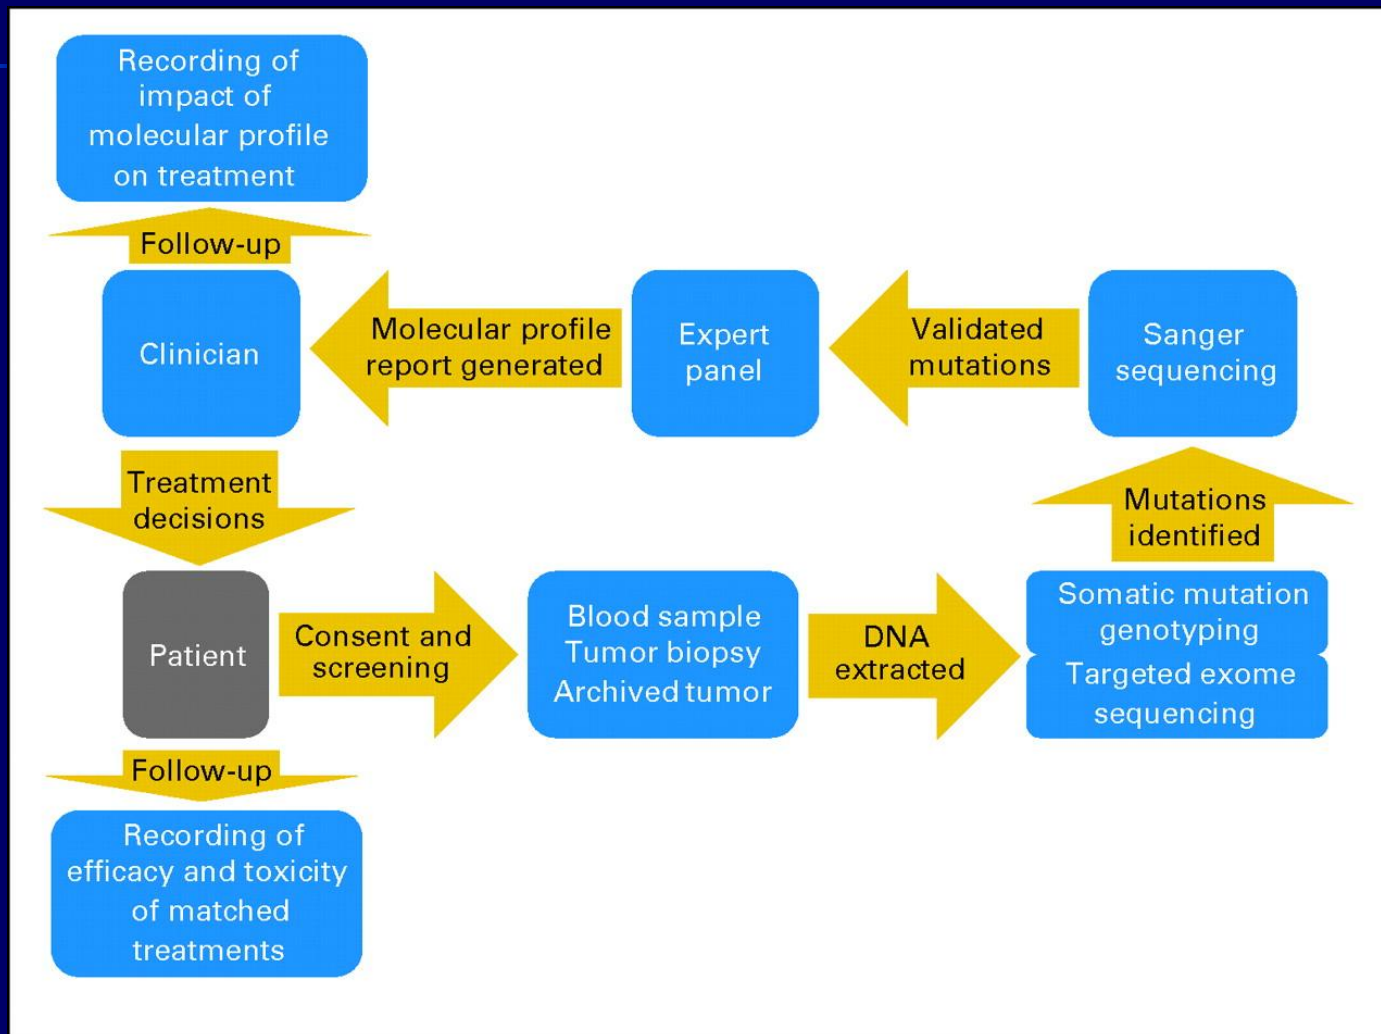 Recording of
impact of
molecular profile
on treatment
Follow-up
Clinician
Molecular profile
report generated
Expert
panel
Validated
mutations
Sanger
sequencing
Treatment
decisions
Mutations
identified
Patient
Consent and
screening
Blood sample
Tumor biopsy
Archived tumor
DNA
extracted
Somatic mutation
genotyping
Targeted exome
sequencing
Follow-up
Recording of
efficacy and toxicity
of matched
treatments